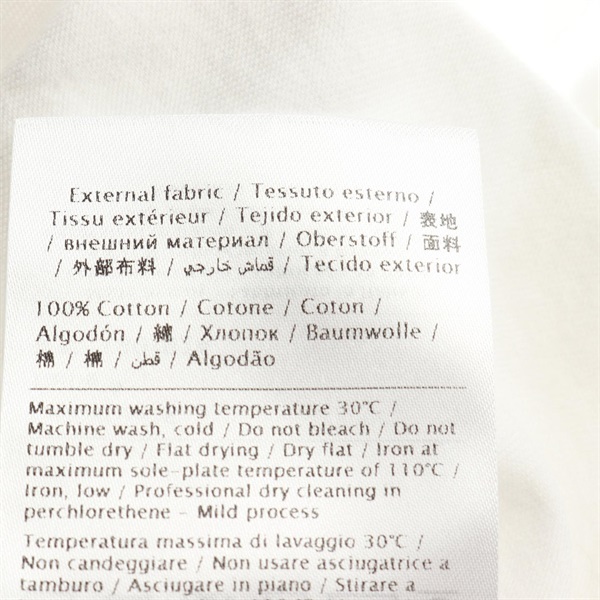 External fabric / Tessuto esterno /
Tissu extérieur / Tejido exterior / 表地
/ внешний материал / Oberstoff / 面料
/ 外部布料 / قماش خارجي / Tecido exterior
100% Cotton / Cotone / Coton /
Algodón / 綿 / Хлопок / Baumwolle /
棉 / 棉 / قطن / Algodão
Maximum washing temperature 30°C /
Machine wash, cold / Do not bleach / Do not
tumble dry / Flat drying / Dry flat / Iron at
maximum sole-plate temperature of 110°C /
Iron, low / Professional dry cleaning in
perchlorethene - Mild process
Temperatura massima di lavaggio 30°C /
Non candeggiare / Non usare asciugatrice a
tamburo / Asciugare in piano / Stirare a